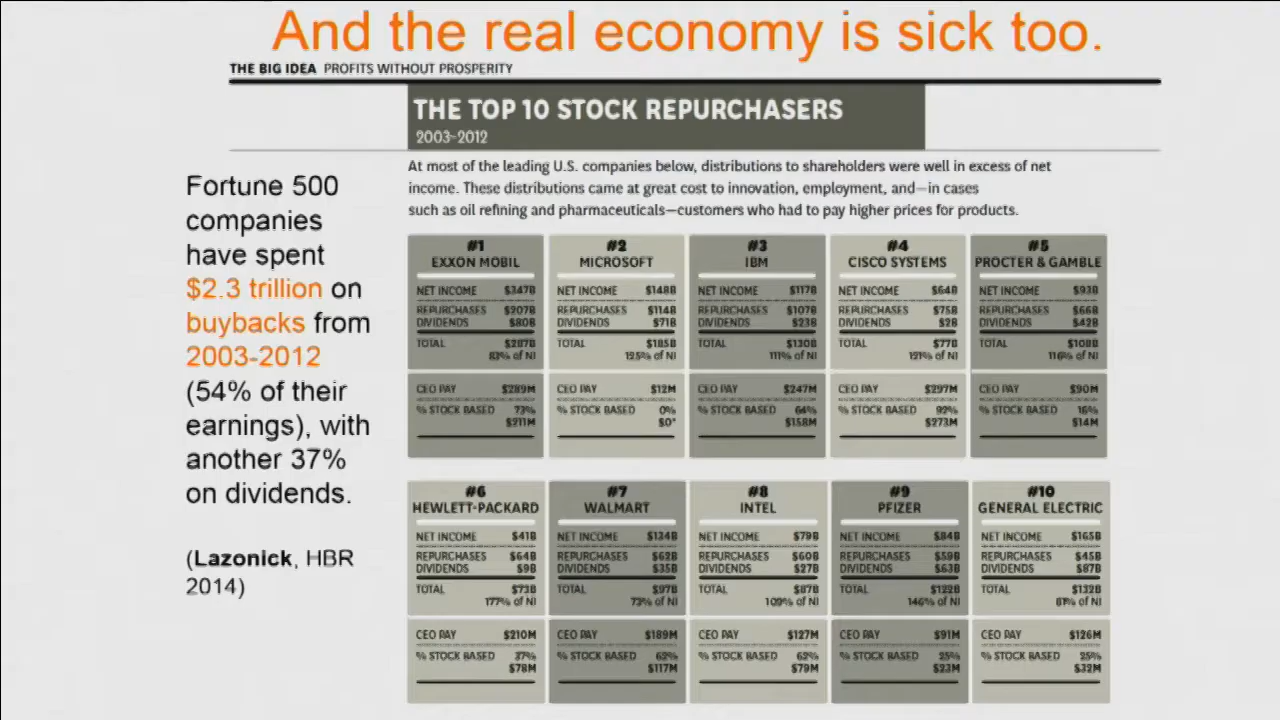 And the real economy is sick too.
THE BIG IDEA PROFITS WITHOUT PROSPERITY
THE TOP 10 STOCK REPURCHASERS
2003-2012
At most of the leading U.S. companies below, distributions to shareholders were well in excess of net
income. These distributions came at great cost to innovation, employment, and—in cases
such as oil refining and pharmaceuticals—customers who had to pay higher prices for products.
Fortune 500
companies
have spent
$2.3 trillion on
buybacks from
2003-2012
(54% of their
earnings), with
another 37%
on dividends.
(Lazonick, HBR
2014)
#1
EXXON MOBIL
NET INCOME $347B
REPURCHASES $207B
DIVIDENDS $80B
TOTAL $287B
83% of NI
CEO PAY $289M
% STOCK BASED 73%
$211M
#2
MICROSOFT
NET INCOME $148B
REPURCHASES $114B
DIVIDENDS $71B
TOTAL $185B
125% of NI
CEO PAY $12M
% STOCK BASED 0%
$0*
#3
IBM
NET INCOME $117B
REPURCHASES $107B
DIVIDENDS $23B
TOTAL $130B
111% of NI
CEO PAY $247M
% STOCK BASED 64%
$158M
#4
CISCO SYSTEMS
NET INCOME $64B
REPURCHASES $75B
DIVIDENDS $2B
TOTAL $77B
121% of NI
CEO PAY $297M
% STOCK BASED 92%
$273M
#5
PROCTER & GAMBLE
NET INCOME $93B
REPURCHASES $66B
DIVIDENDS $42B
TOTAL $108B
116% of NI
CEO PAY $90M
% STOCK BASED 16%
$14M
#6
HEWLETT-PACKARD
NET INCOME $41B
REPURCHASES $64B
DIVIDENDS $9B
TOTAL $73B
177% of NI
CEO PAY $210M
% STOCK BASED 37%
$78M
#7
WALMART
NET INCOME $134B
REPURCHASES $62B
DIVIDENDS $35B
TOTAL $97B
73% of NI
CEO PAY $189M
% STOCK BASED 62%
$117M
#8
INTEL
NET INCOME $79B
REPURCHASES $60B
DIVIDENDS $27B
TOTAL $87B
109% of NI
CEO PAY $127M
% STOCK BASED 62%
$79M
#9
PFIZER
NET INCOME $84B
REPURCHASES $59B
DIVIDENDS $63B
TOTAL $122B
146% of NI
CEO PAY $91M
% STOCK BASED 25%
$23M
#10
GENERAL ELECTRIC
NET INCOME $165B
REPURCHASES $45B
DIVIDENDS $87B
TOTAL $132B
81% of NI
CEO PAY $126M
% STOCK BASED 25%
$32M